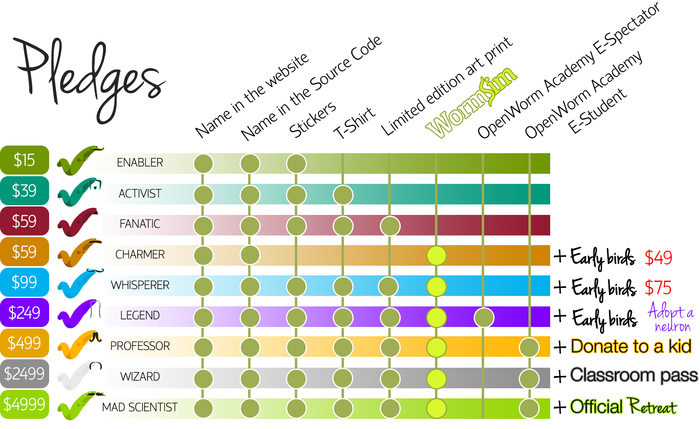 Pledges
Name in the website
Name in the Source Code
Stickers
T-Shirt
Limited edition art print
WormSim
OpenWorm Academy E-Spectator
OpenWorm Academy
E-Student
$15 ENABLER
$39 ACTIVIST
$59 FANATIC
$59 CHARMER + Early birds $49
$99 WHISPERER + Early birds $75
$249 LEGEND + Early birds Adopt a
neuron
$499 PROFESSOR + Donate to a kid
$2499 WIZARD + Classroom pass
$4999 MAD SCIENTIST + Official Retreat